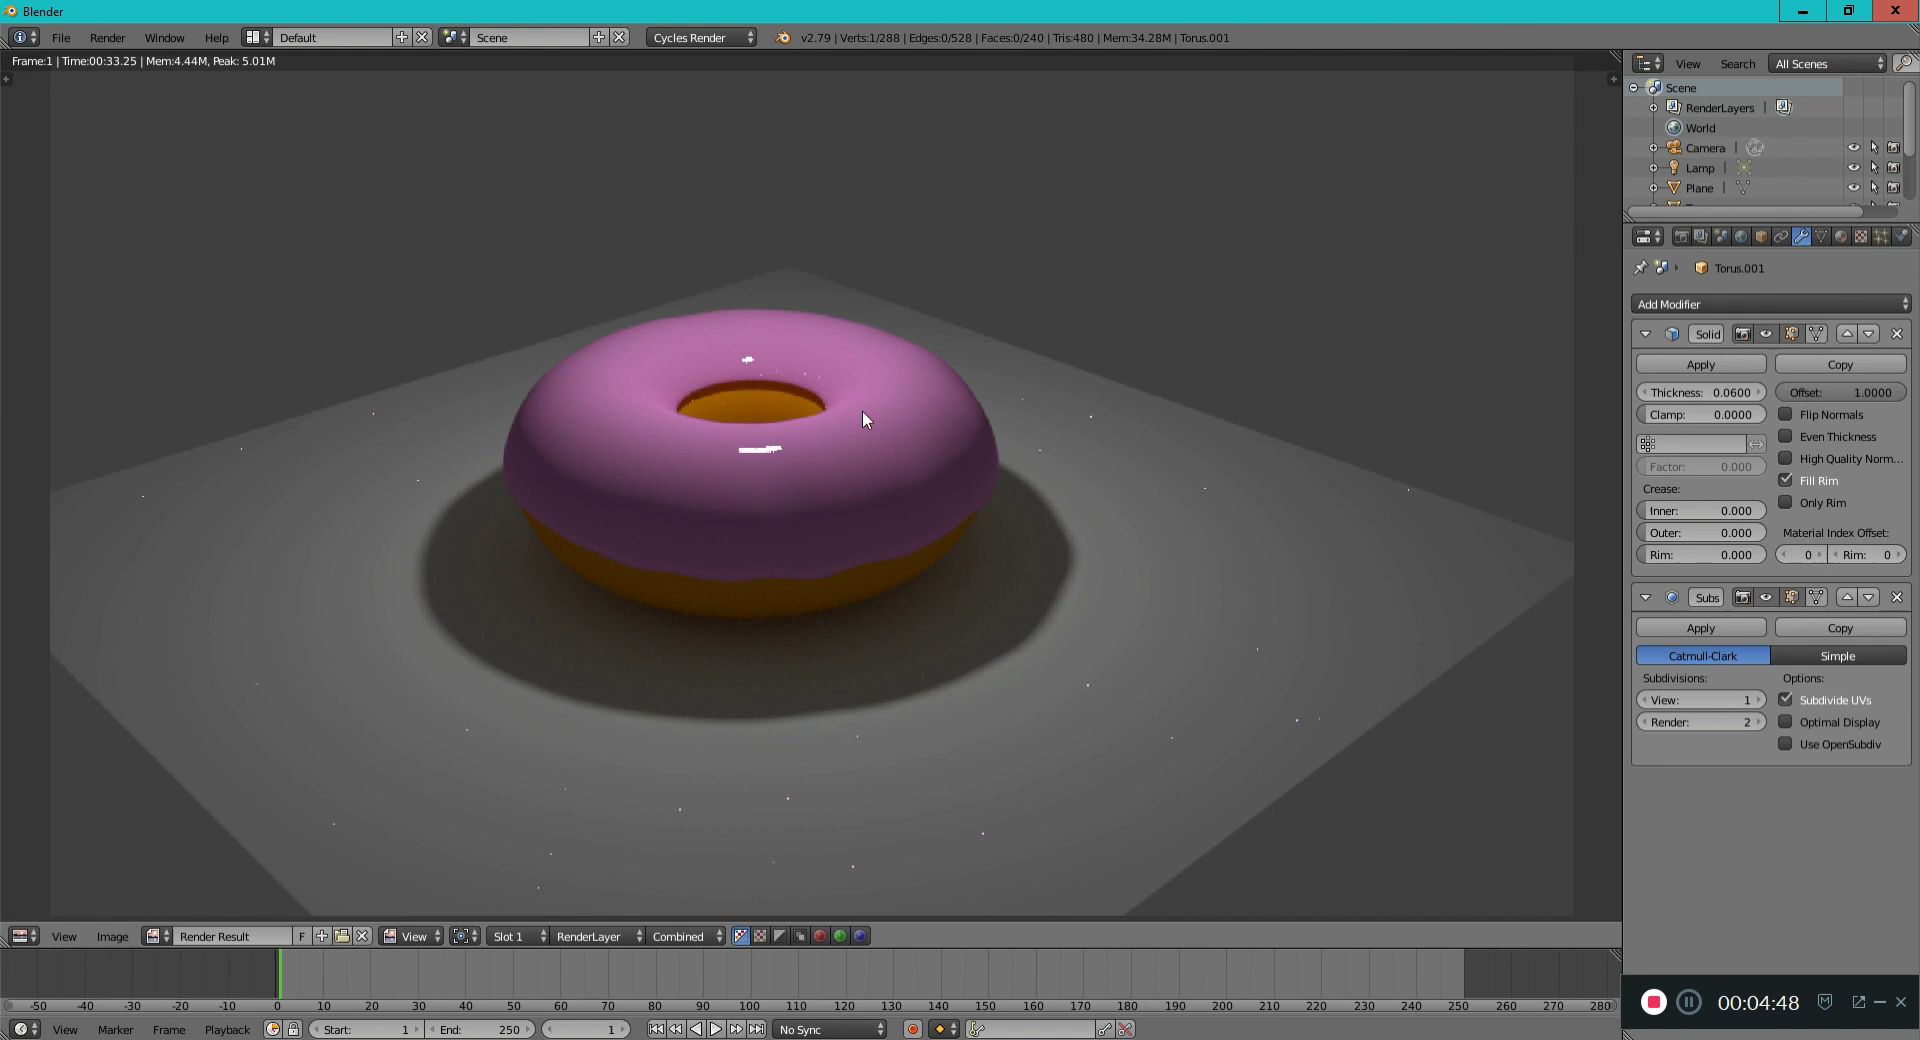 Blender
File Render Window Help Default Scene Cycles Render v2.79 | Verts:1/288 | Edges:0/528 | Faces:0/240 | Tris:480 | Mem:34.28M | Torus.001
Frame:1 | Time:00:33.25 | Mem:4.44M, Peak: 5.01M
View Search All Scenes
Scene
RenderLayers |
World
Camera |
Lamp |
Plane |
Torus.001
Add Modifier
Solid
Apply Copy
Thickness: 0.0600 Offset: 1.0000
Clamp: 0.0000 Flip Normals
Even Thickness
High Quality Norm...
Factor: 0.000
Fill Rim
Crease:
Only Rim
Inner: 0.000
Outer: 0.000 Material Index Offset:
Rim: 0.000 0 Rim: 0
Subs
Apply Copy
Catmull-Clark Simple
Subdivisions: Options:
View: 1 Subdivide UVs
Render: 2 Optimal Display
Use OpenSubdiv
View Image Render Result F View Slot 1 RenderLayer Combined
-50 -40 -30 -20 -10 0 10 20 30 40 50 60 70 80 90 100 110 120 130 140 150 160 170 180 190 200 210 220 230 240 250 260 270 280
00:04:48
View Marker Frame Playback Start: 1 End: 250 1 No Sync